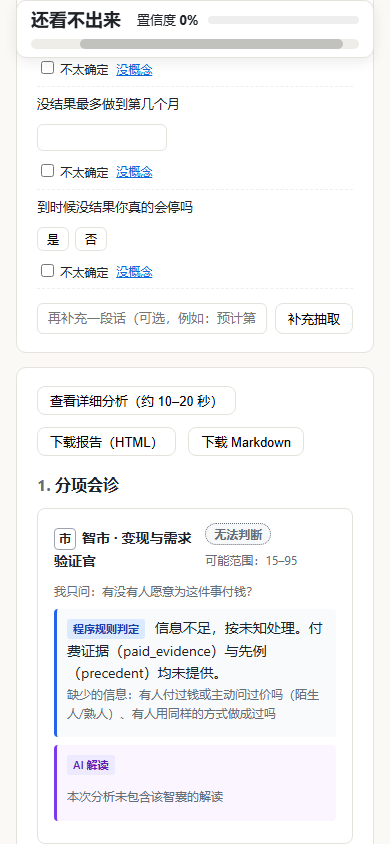 还看不出来 置信度 0%
不太确定 没概念
没结果最多做到第几个月
不太确定 没概念
到时候没结果你真的会停吗
是 否
不太确定 没概念
再补充一段话（可选，例如：预计第 补充抽取
查看详细分析（约 10–20 秒）
下载报告（HTML） 下载 Markdown
1. 分项会诊
市 智市 · 变现与需求 无法判断
验证官 可能范围：15–95
我只问：有没有人愿意为这件事付钱？
程序规则判定 信息不足，按未知处理。付
费证据（paid_evidence）与先例
（precedent）均未提供。
缺少的信息：有人付过钱或主动问过价吗（陌生
人/熟人）、有人用同样的方式做成过吗
AI 解读
本次分析未包含该智囊的解读